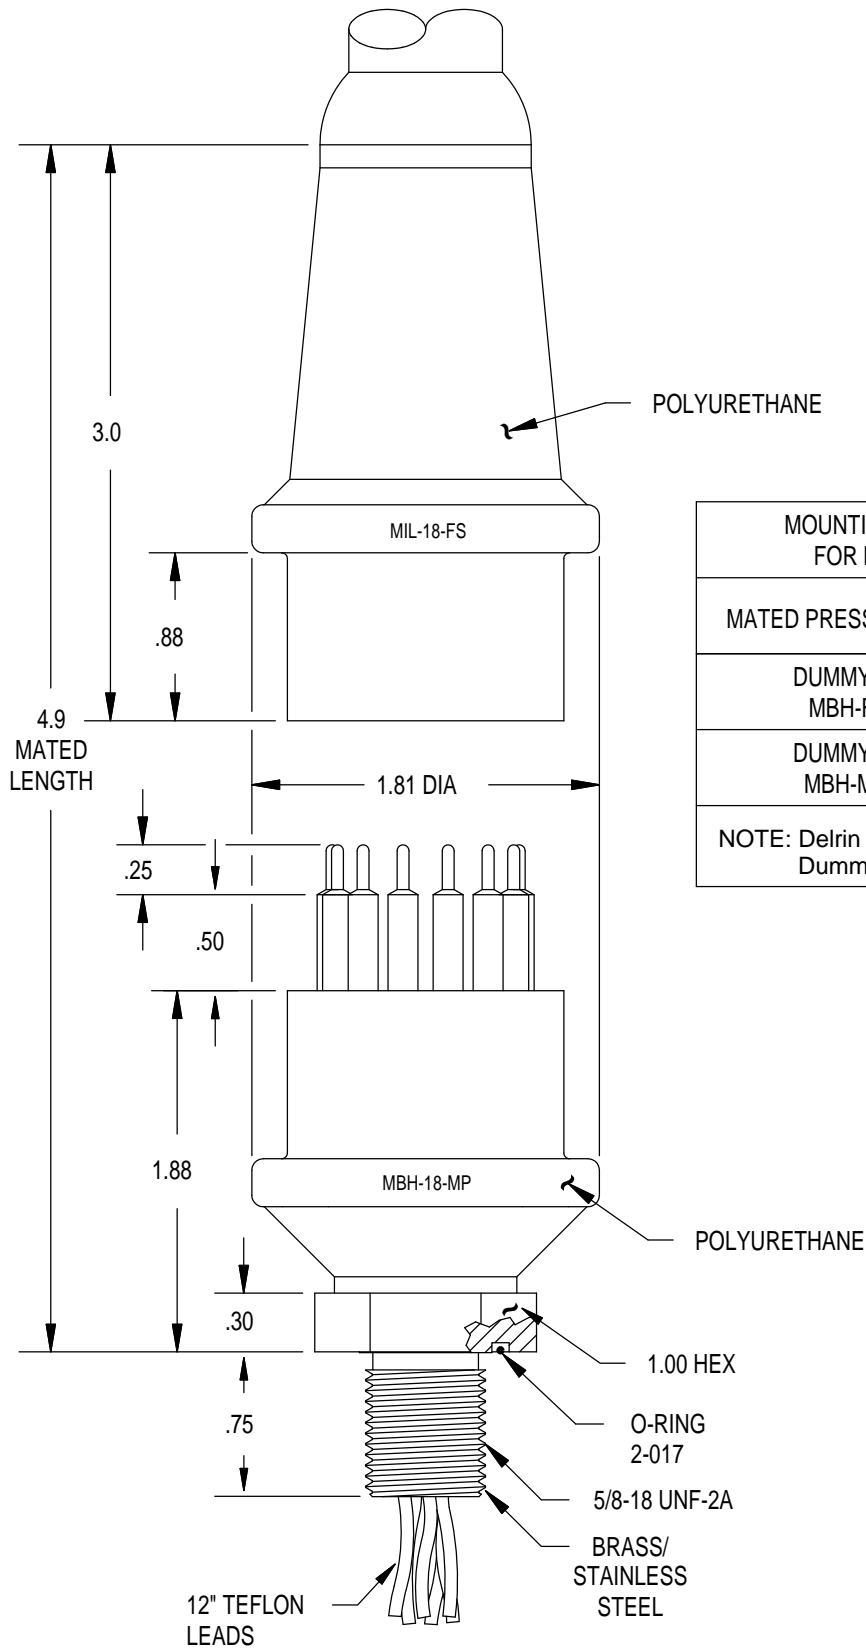 POLYURETHANE
3.0
MIL-18-FS
MOUNTI
FOR
.88
MATED PRESS
DUMMY
MBH-F
4.9
MATED
LENGTH
DUMMY
MBH-M
1.81 DIA
NOTE: Delrin
Dumm
.25
.50
1.88
MBH-18-MP
POLYURETHANE
.30
1.00 HEX
.75
O-RING
2-017
5/8-18 UNF-2A
BRASS/
STAINLESS
STEEL
12" TEFLON
LEADS